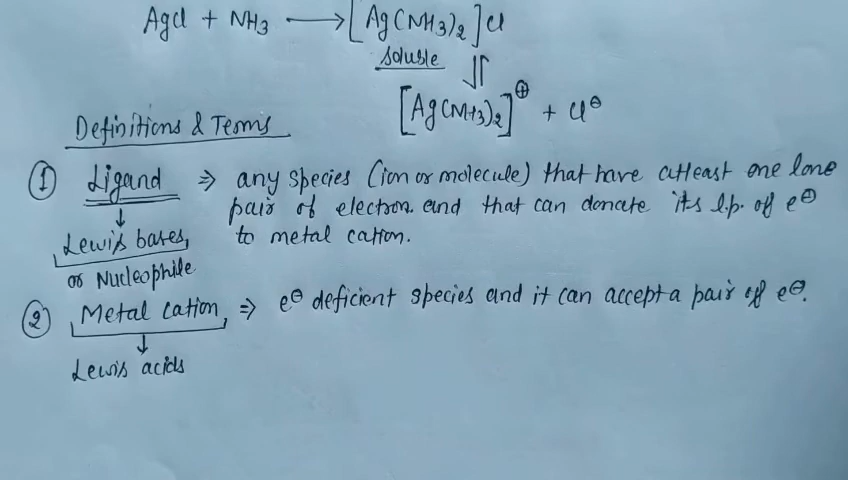 AgCl + NH3 ⟶ [Ag(NH3)2]Cl
soluble ⇌
[Ag(NH3)2]⊕ + Cl⊖
Definitions & Terms
① Ligand ⇒ any species (ion or molecule) that have atleast one lone
pair of electron. and that can donate its l.p. of e⊖
to metal cation.
↓
Lewis bases,
or Nucleophile
② Metal cation, ⇒ e⊖ deficient species and it can accept a pair of e⊖.
↓
Lewis acids